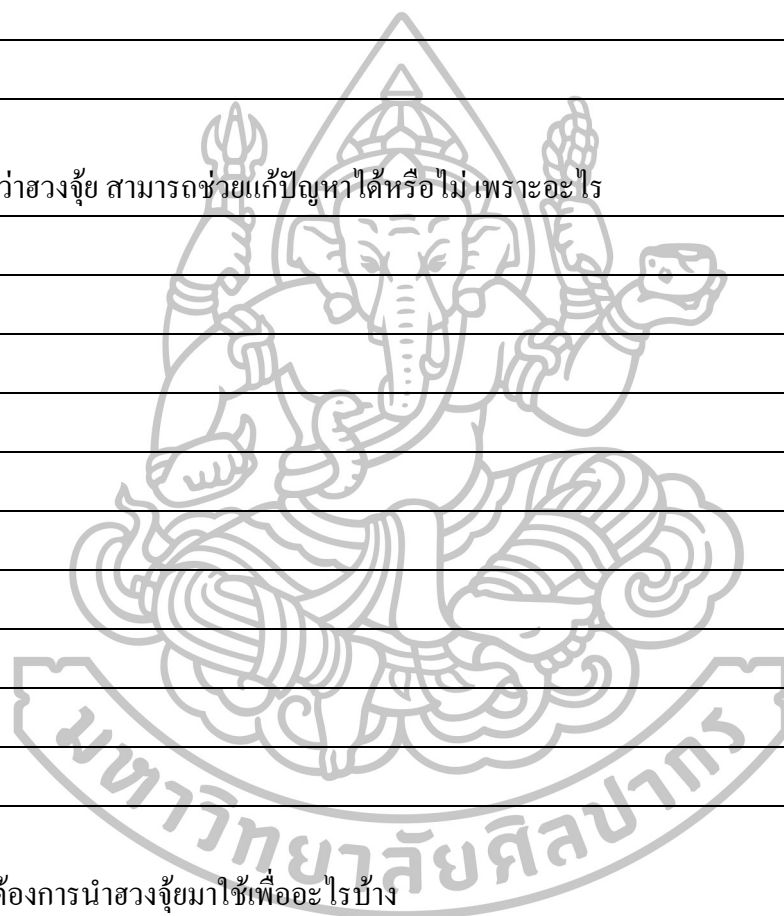 ว่าฮวงจุ้ย สามารถช่วยแก้ปัญหาได้หรือไม่ เพราะอะไร
มหาวิทยาลัยศิลปากร
ต้องการนำฮวงจุ้ยมาใช้เพื่ออะไรบ้าง